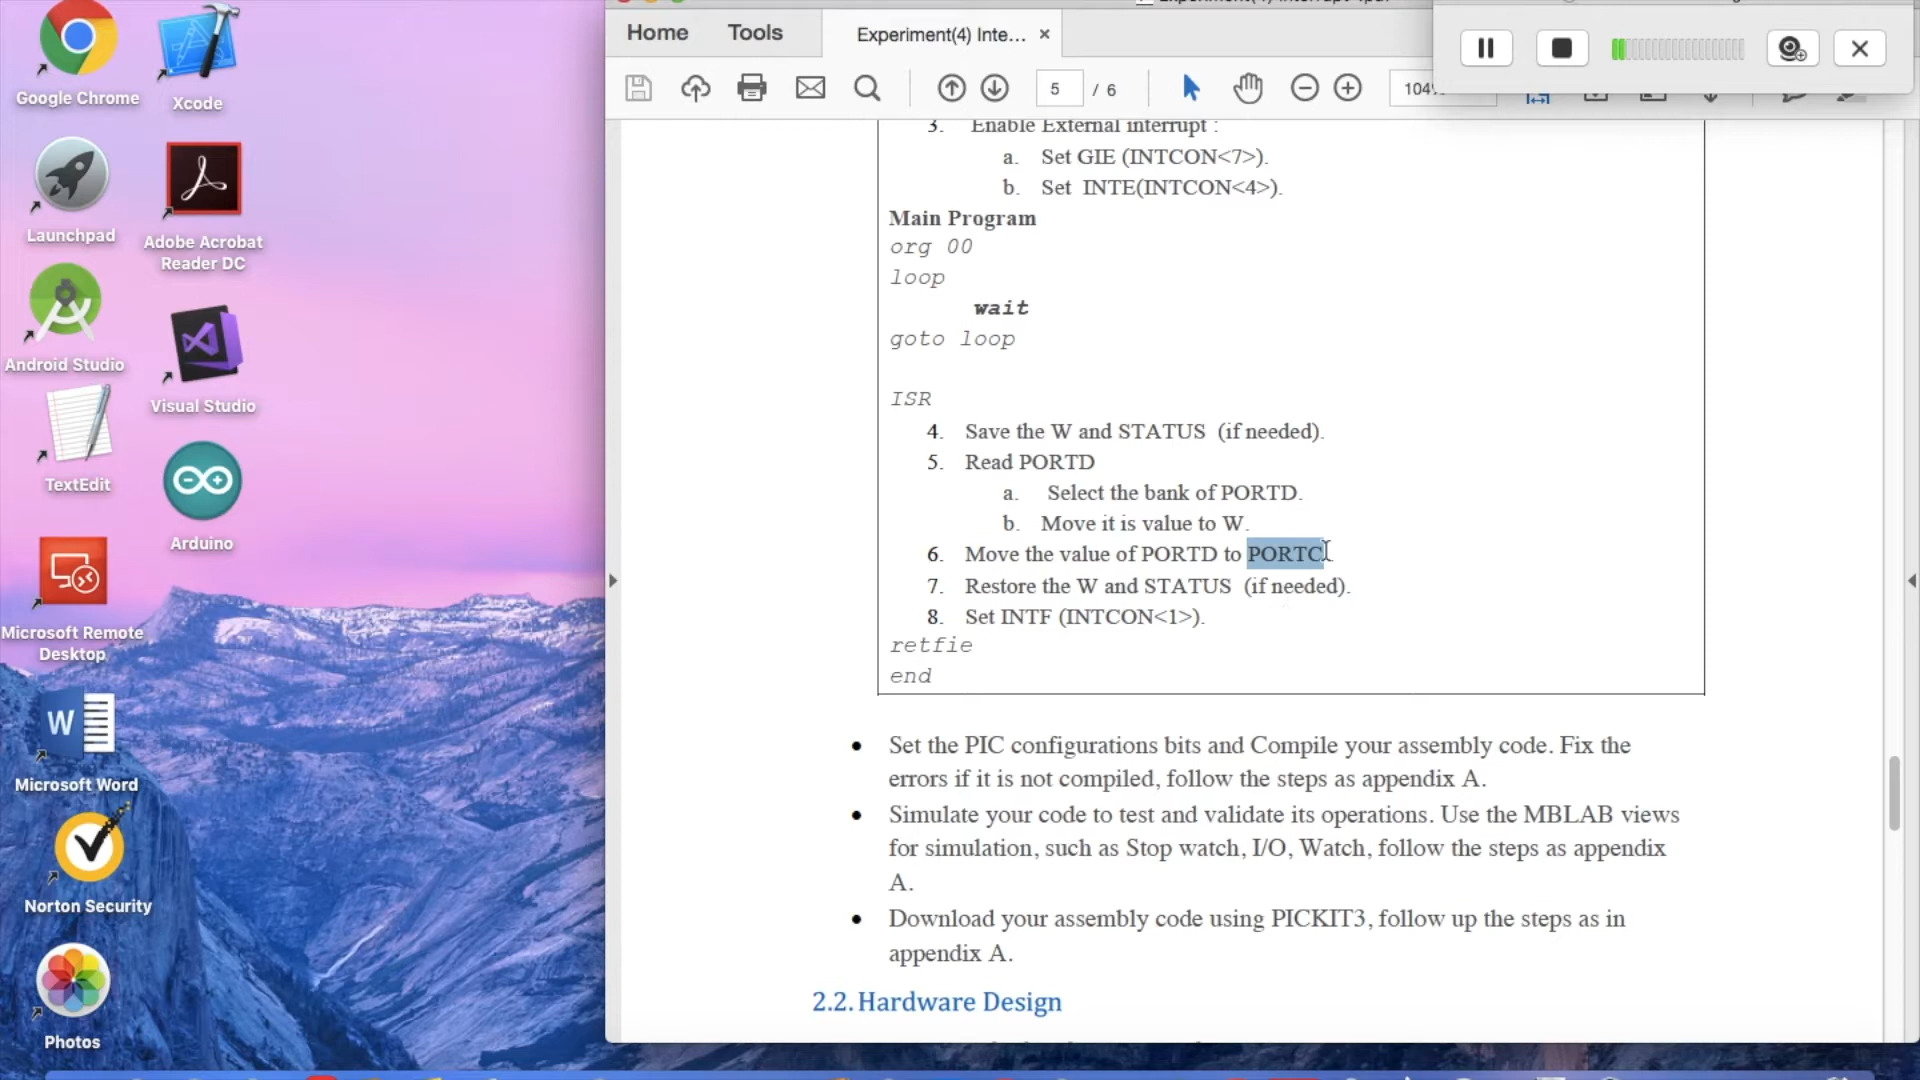 Google Chrome
Xcode
Launchpad
Adobe Acrobat
Reader DC
Android Studio
Visual Studio
TextEdit
Arduino
Microsoft Remote
Desktop
Microsoft Word
Norton Security
Photos
Home
Tools
Experiment(4) Inte...
5
/ 6
3. Enable External interrupt :
a. Set GIE (INTCON<7>).
b. Set INTE(INTCON<4>).
Main Program
org 00
loop
wait
goto loop
ISR
4. Save the W and STATUS (if needed).
5. Read PORTD
a. Select the bank of PORTD.
b. Move it is value to W.
6. Move the value of PORTD to PORTC.
7. Restore the W and STATUS (if needed).
8. Set INTF (INTCON<1>).
retfie
end
• Set the PIC configurations bits and Compile your assembly code. Fix the
errors if it is not compiled, follow the steps as appendix A.
• Simulate your code to test and validate its operations. Use the MBLAB views
for simulation, such as Stop watch, I/O, Watch, follow the steps as appendix
A.
• Download your assembly code using PICKIT3, follow up the steps as in
appendix A.
2.2. Hardware Design